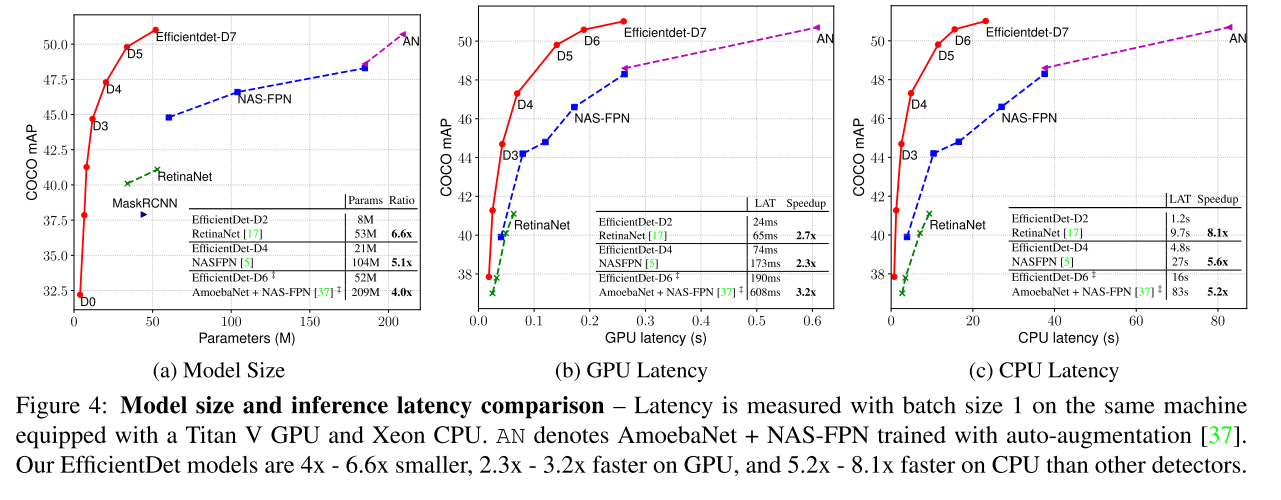 COCO mAP
50.0
47.5
45.0
42.5
40.0
37.5
35.0
32.5
0
50
100
150
200
Parameters (M)
Efficientdet-D7
D5
D4
D3
D0
AN
NAS-FPN
RetinaNet
MaskRCNN
Params Ratio
EfficientDet-D2 8M
RetinaNet [17] 53M 6.6x
EfficientDet-D4 21M
NASFPN [5] 104M 5.1x
EfficientDet-D6 ‡ 52M
AmoebaNet + NAS-FPN [37] ‡ 209M 4.0x
(a) Model Size
COCO mAP
50
48
46
44
42
40
38
0.0
0.1
0.2
0.3
0.4
0.5
0.6
GPU latency (s)
Efficientdet-D7
D6
D5
D4
D3
AN
NAS-FPN
RetinaNet
LAT Speedup
EfficientDet-D2 24ms
RetinaNet [17] 65ms 2.7x
EfficientDet-D4 74ms
NASFPN [5] 173ms 2.3x
EfficientDet-D6 ‡ 190ms
AmoebaNet + NAS-FPN [37] ‡ 608ms 3.2x
(b) GPU Latency
COCO mAP
50
48
46
44
42
40
38
0
20
40
60
80
CPU latency (s)
Efficientdet-D7
D6
D5
D4
D3
AN
NAS-FPN
RetinaNet
LAT Speedup
EfficientDet-D2 1.2s
RetinaNet [17] 9.7s 8.1x
EfficientDet-D4 4.8s
NASFPN [5] 27s 5.6x
EfficientDet-D6 ‡ 16s
AmoebaNet + NAS-FPN [37] ‡ 83s 5.2x
(c) CPU Latency
Figure 4: Model size and inference latency comparison – Latency is measured with batch size 1 on the same machine
equipped with a Titan V GPU and Xeon CPU. AN denotes AmoebaNet + NAS-FPN trained with auto-augmentation [37].
Our EfficientDet models are 4x - 6.6x smaller, 2.3x - 3.2x faster on GPU, and 5.2x - 8.1x faster on CPU than other detectors.